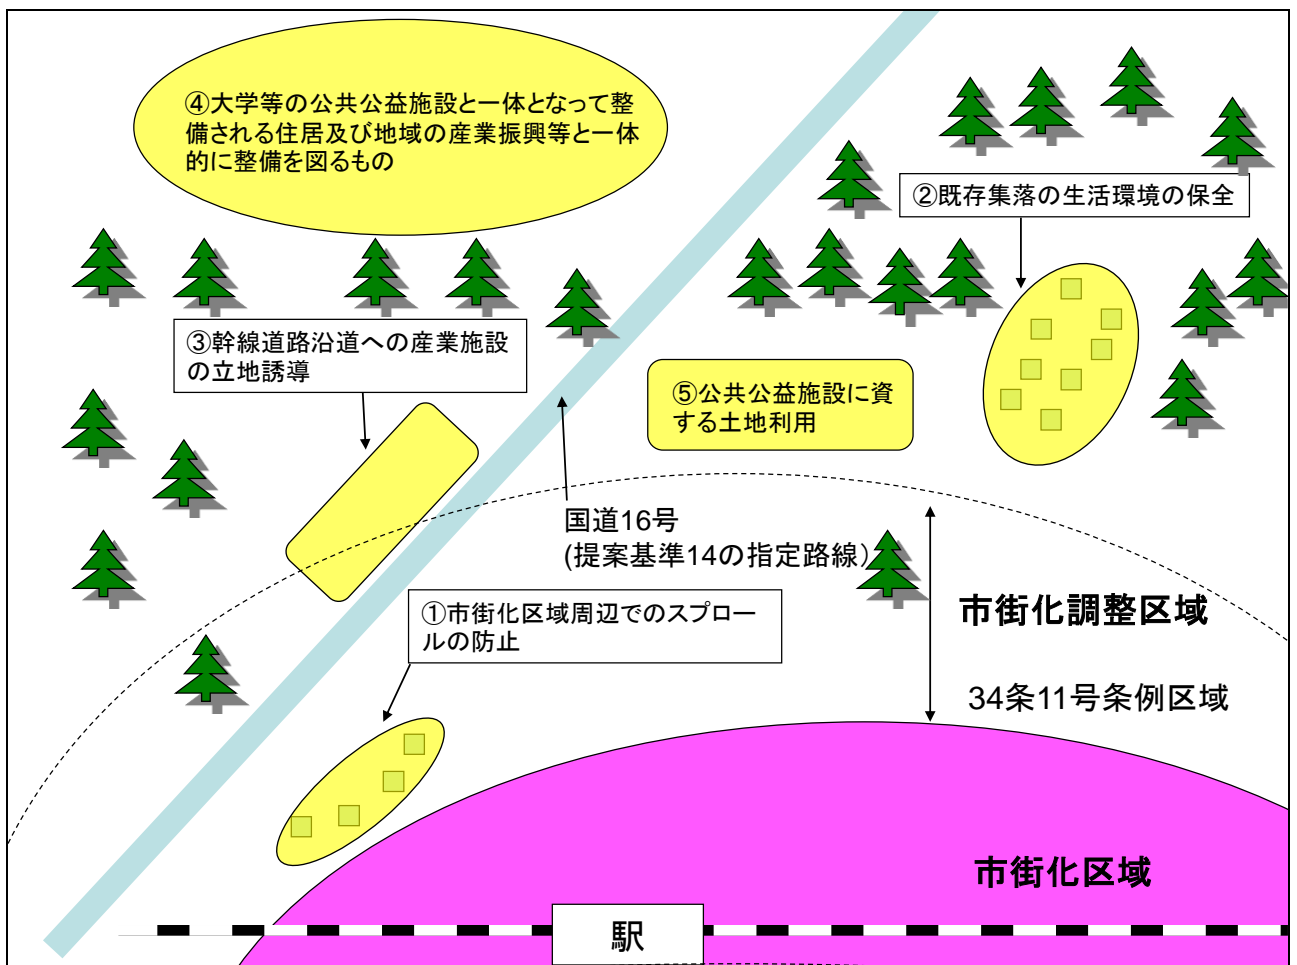 ④大学等の公共公益施設と一体となって整
備される住居及び地域の産業振興等と一体
的に整備を図るもの
②既存集落の生活環境の保全
③幹線道路沿道への産業施設
の立地誘導
⑤公共公益施設に資
する土地利用
国道16号
(提案基準14の指定路線）
①市街化区域周辺でのスプロー
ルの防止
市街化調整区域
34条11号条例区域
市街化区域
駅